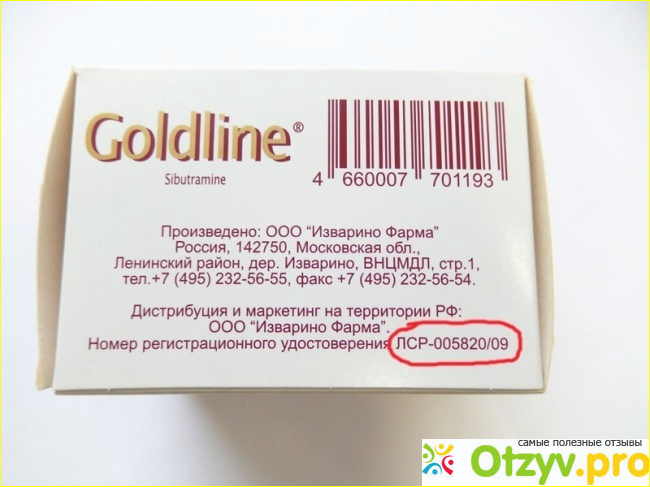 Goldline®
Sibutramine
4 660007 701193
Произведено: ООО "Изварино Фарма"
Россия, 142750, Московская обл.,
Ленинский район, дер. Изварино, ВНЦМДЛ, стр.1,
тел.+7 (495) 232-56-55, факс +7 (495) 232-56-54.
Дистрибуция и маркетинг на территории РФ:
ООО "Изварино Фарма".
Номер регистрационного удостоверения ЛСР-005820/09
самые полезные отзывы
Otzyv.pro